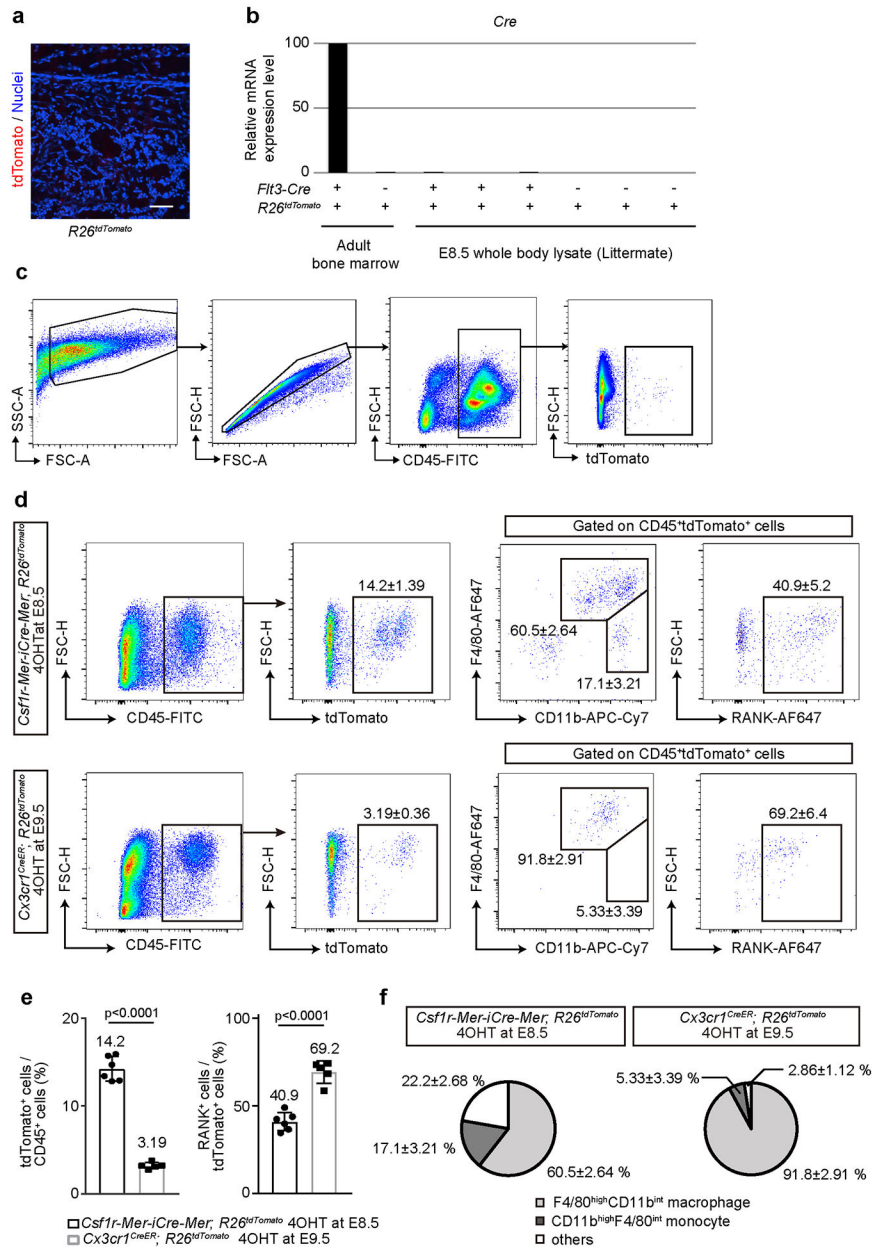 a
tdTomato / Nuclei
R26tdTomato
b
Cre
Relative mRNA
expression level
100
50
0
Flt3-Cre + - + + + - - -
R26tdTomato + + + + + + + +
Adult
bone marrow
E8.5 whole body lysate (Littermate)
c
SSC-A
FSC-A
FSC-H
FSC-A
FSC-H
CD45-FITC
FSC-H
tdTomato
d
Csf1r-Mer-iCre-Mer; R26tdTomato
4OHTat E8.5
FSC-H
CD45-FITC
14.2±1.39
FSC-H
tdTomato
Gated on CD45+tdTomato+ cells
F4/80-AF647
60.5±2.64
17.1±3.21
CD11b-APC-Cy7
40.9±5.2
FSC-H
RANK-AF647
Cx3cr1CreER; R26tdTomato
4OHT at E9.5
FSC-H
CD45-FITC
3.19±0.36
FSC-H
tdTomato
Gated on CD45+tdTomato+ cells
F4/80-AF647
91.8±2.91
5.33±3.39
CD11b-APC-Cy7
69.2±6.4
FSC-H
RANK-AF647
e
tdTomato+ cells /
CD45+ cells (%)
20
10
0
p<0.0001
14.2
3.19
RANK+ cells /
tdTomato+ cells (%)
100
50
0
p<0.0001
40.9
69.2
Csf1r-Mer-iCre-Mer; R26tdTomato 4OHT at E8.5
Cx3cr1CreER; R26tdTomato 4OHT at E9.5
f
Csf1r-Mer-iCre-Mer; R26tdTomato
4OHT at E8.5
22.2±2.68 %
17.1±3.21 %
60.5±2.64 %
Cx3cr1CreER; R26tdTomato
4OHT at E9.5
5.33±3.39 %
2.86±1.12 %
91.8±2.91 %
F4/80highCD11bint macrophage
CD11bhighF4/80int monocyte
others